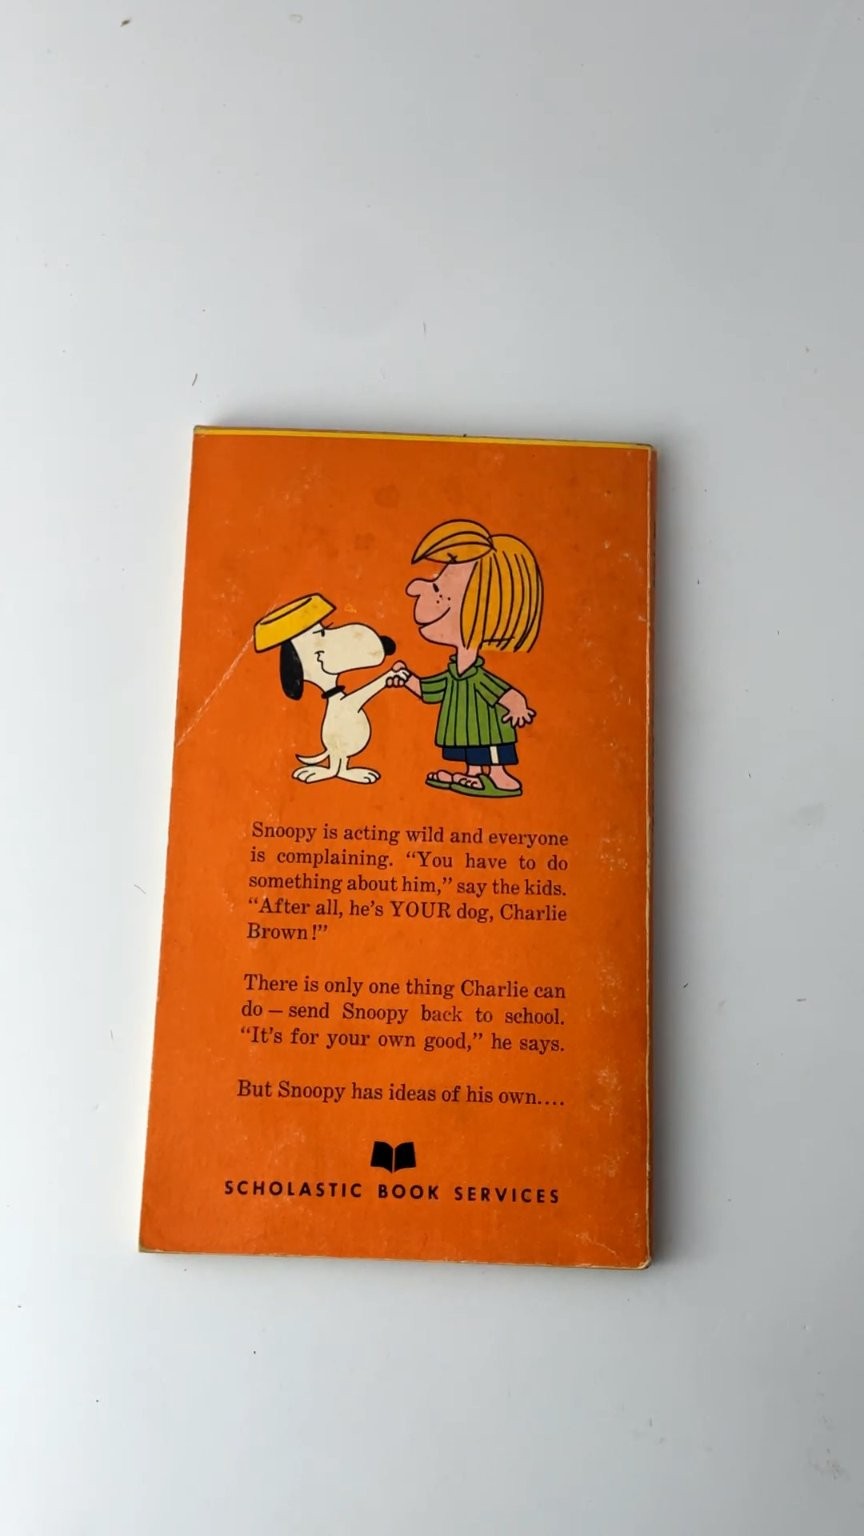 Snoopy is acting wild and everyone
is complaining. “You have to do
something about him,” say the kids.
“After all, he’s YOUR dog, Charlie
Brown!”
There is only one thing Charlie can
do — send Snoopy back to school.
“It’s for your own good,” he says.
But Snoopy has ideas of his own....
SCHOLASTIC BOOK SERVICES